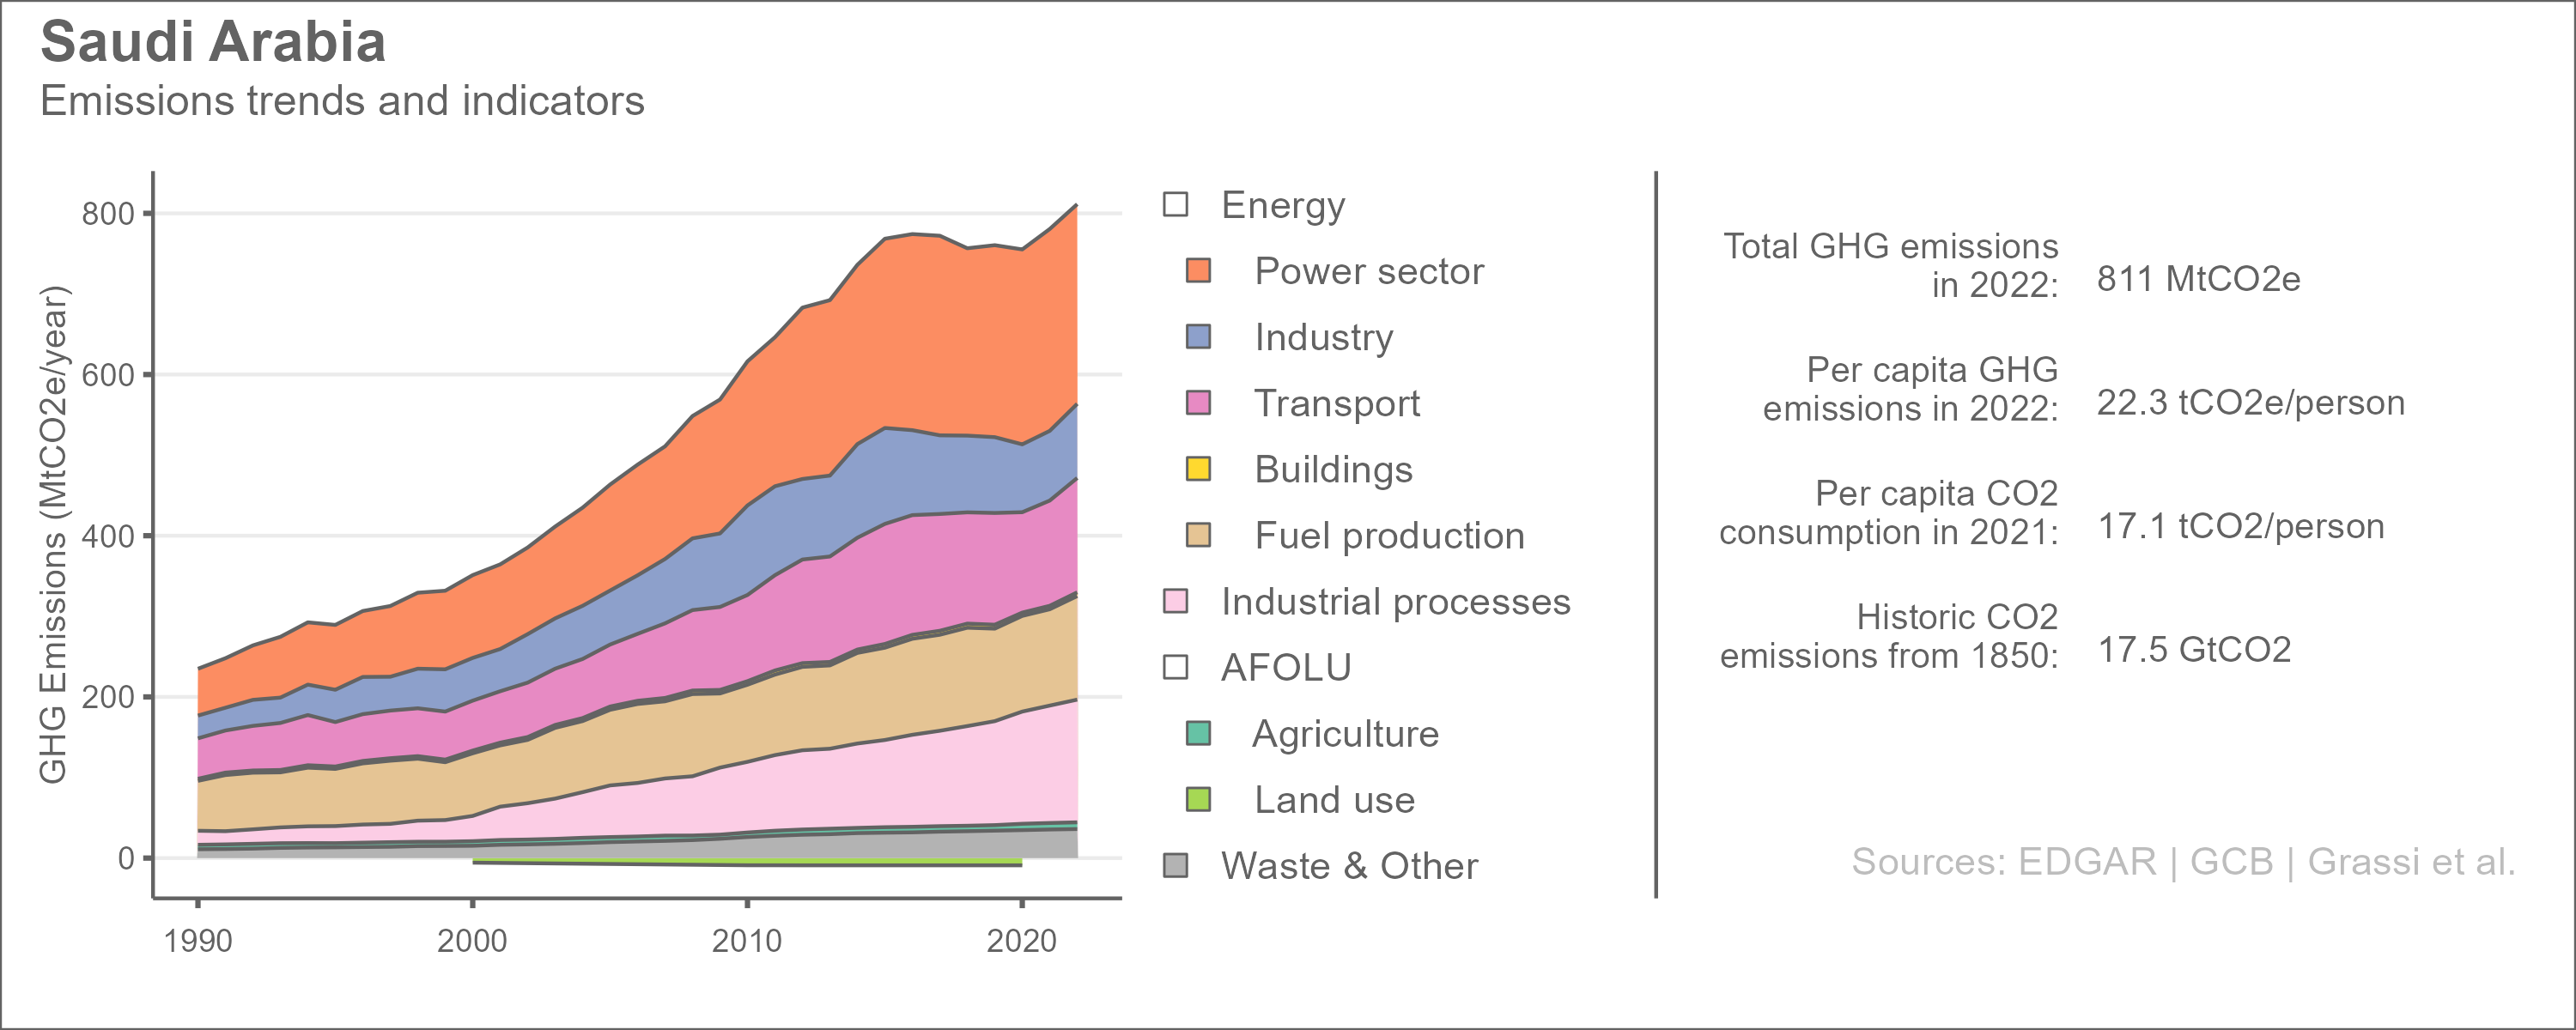 Saudi Arabia
Emissions trends and indicators
GHG Emissions (MtCO2e/year)
800
600
400
200
0
1990
2000
2010
2020
Energy
Power sector
Industry
Transport
Buildings
Fuel production
Industrial processes
AFOLU
Agriculture
Land use
Waste & Other
Total GHG emissions
in 2022:
811 MtCO2e
Per capita GHG
emissions in 2022:
22.3 tCO2e/person
Per capita CO2
consumption in 2021:
17.1 tCO2/person
Historic CO2
emissions from 1850:
17.5 GtCO2
Sources: EDGAR | GCB | Grassi et al.